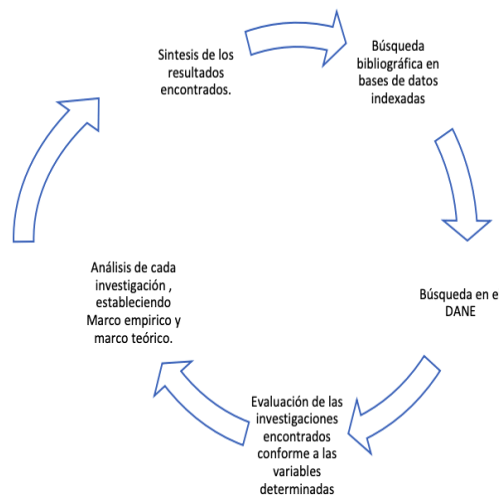 Sintesis de los
resultados
encontrados.
Búsqueda
bibliográfica en
bases de datos
indexadas
Búsqueda en e
DANE
Evaluación de las
investigaciones
encontrados
conforme a las
variables
determinadas
Análisis de cada
investigación ,
estableciendo
Marco empirico y
marco teórico.